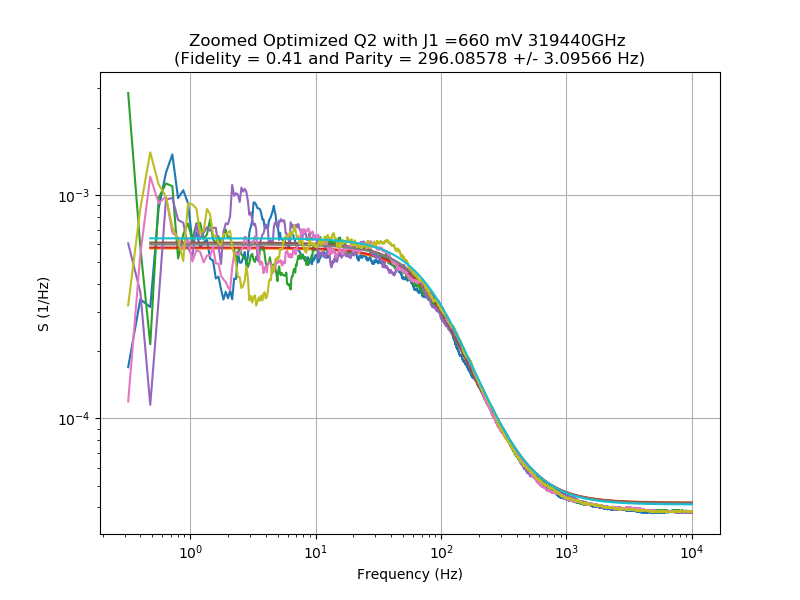 Zoomed Optimized Q2 with J1 =660 mV 319440GHz
(Fidelity = 0.41 and Parity = 296.08578 +/- 3.09566 Hz)
10⁻³
10⁻⁴
S (1/Hz)
10⁰ 10¹ 10² 10³ 10⁴
Frequency (Hz)